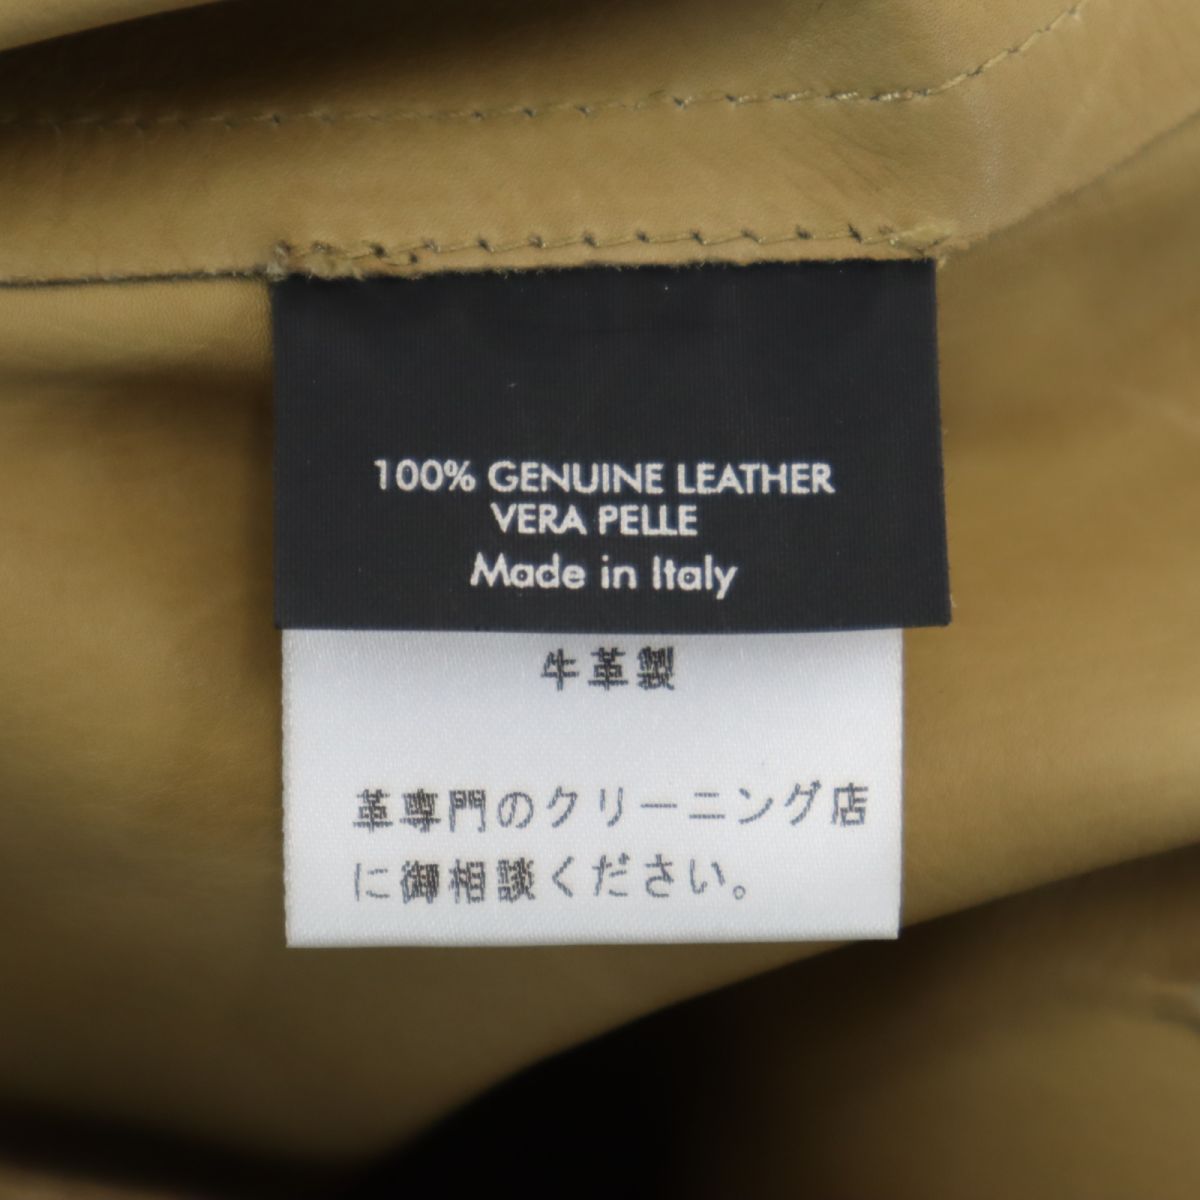 100% GENUINE LEATHER
VERA PELLE
Made in Italy
牛革製
革専門のクリーニング店
に御相談ください。